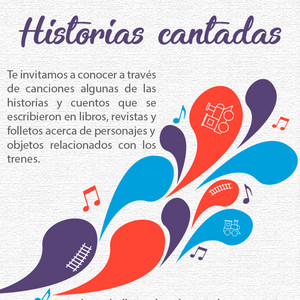 Historias cantadas
Te invitamos a conocer a través
de canciones algunas de las
historias y cuentos que se
escribieron en libros, revistas y
folletos acerca de personajes y
objetos relacionados con los
trenes.